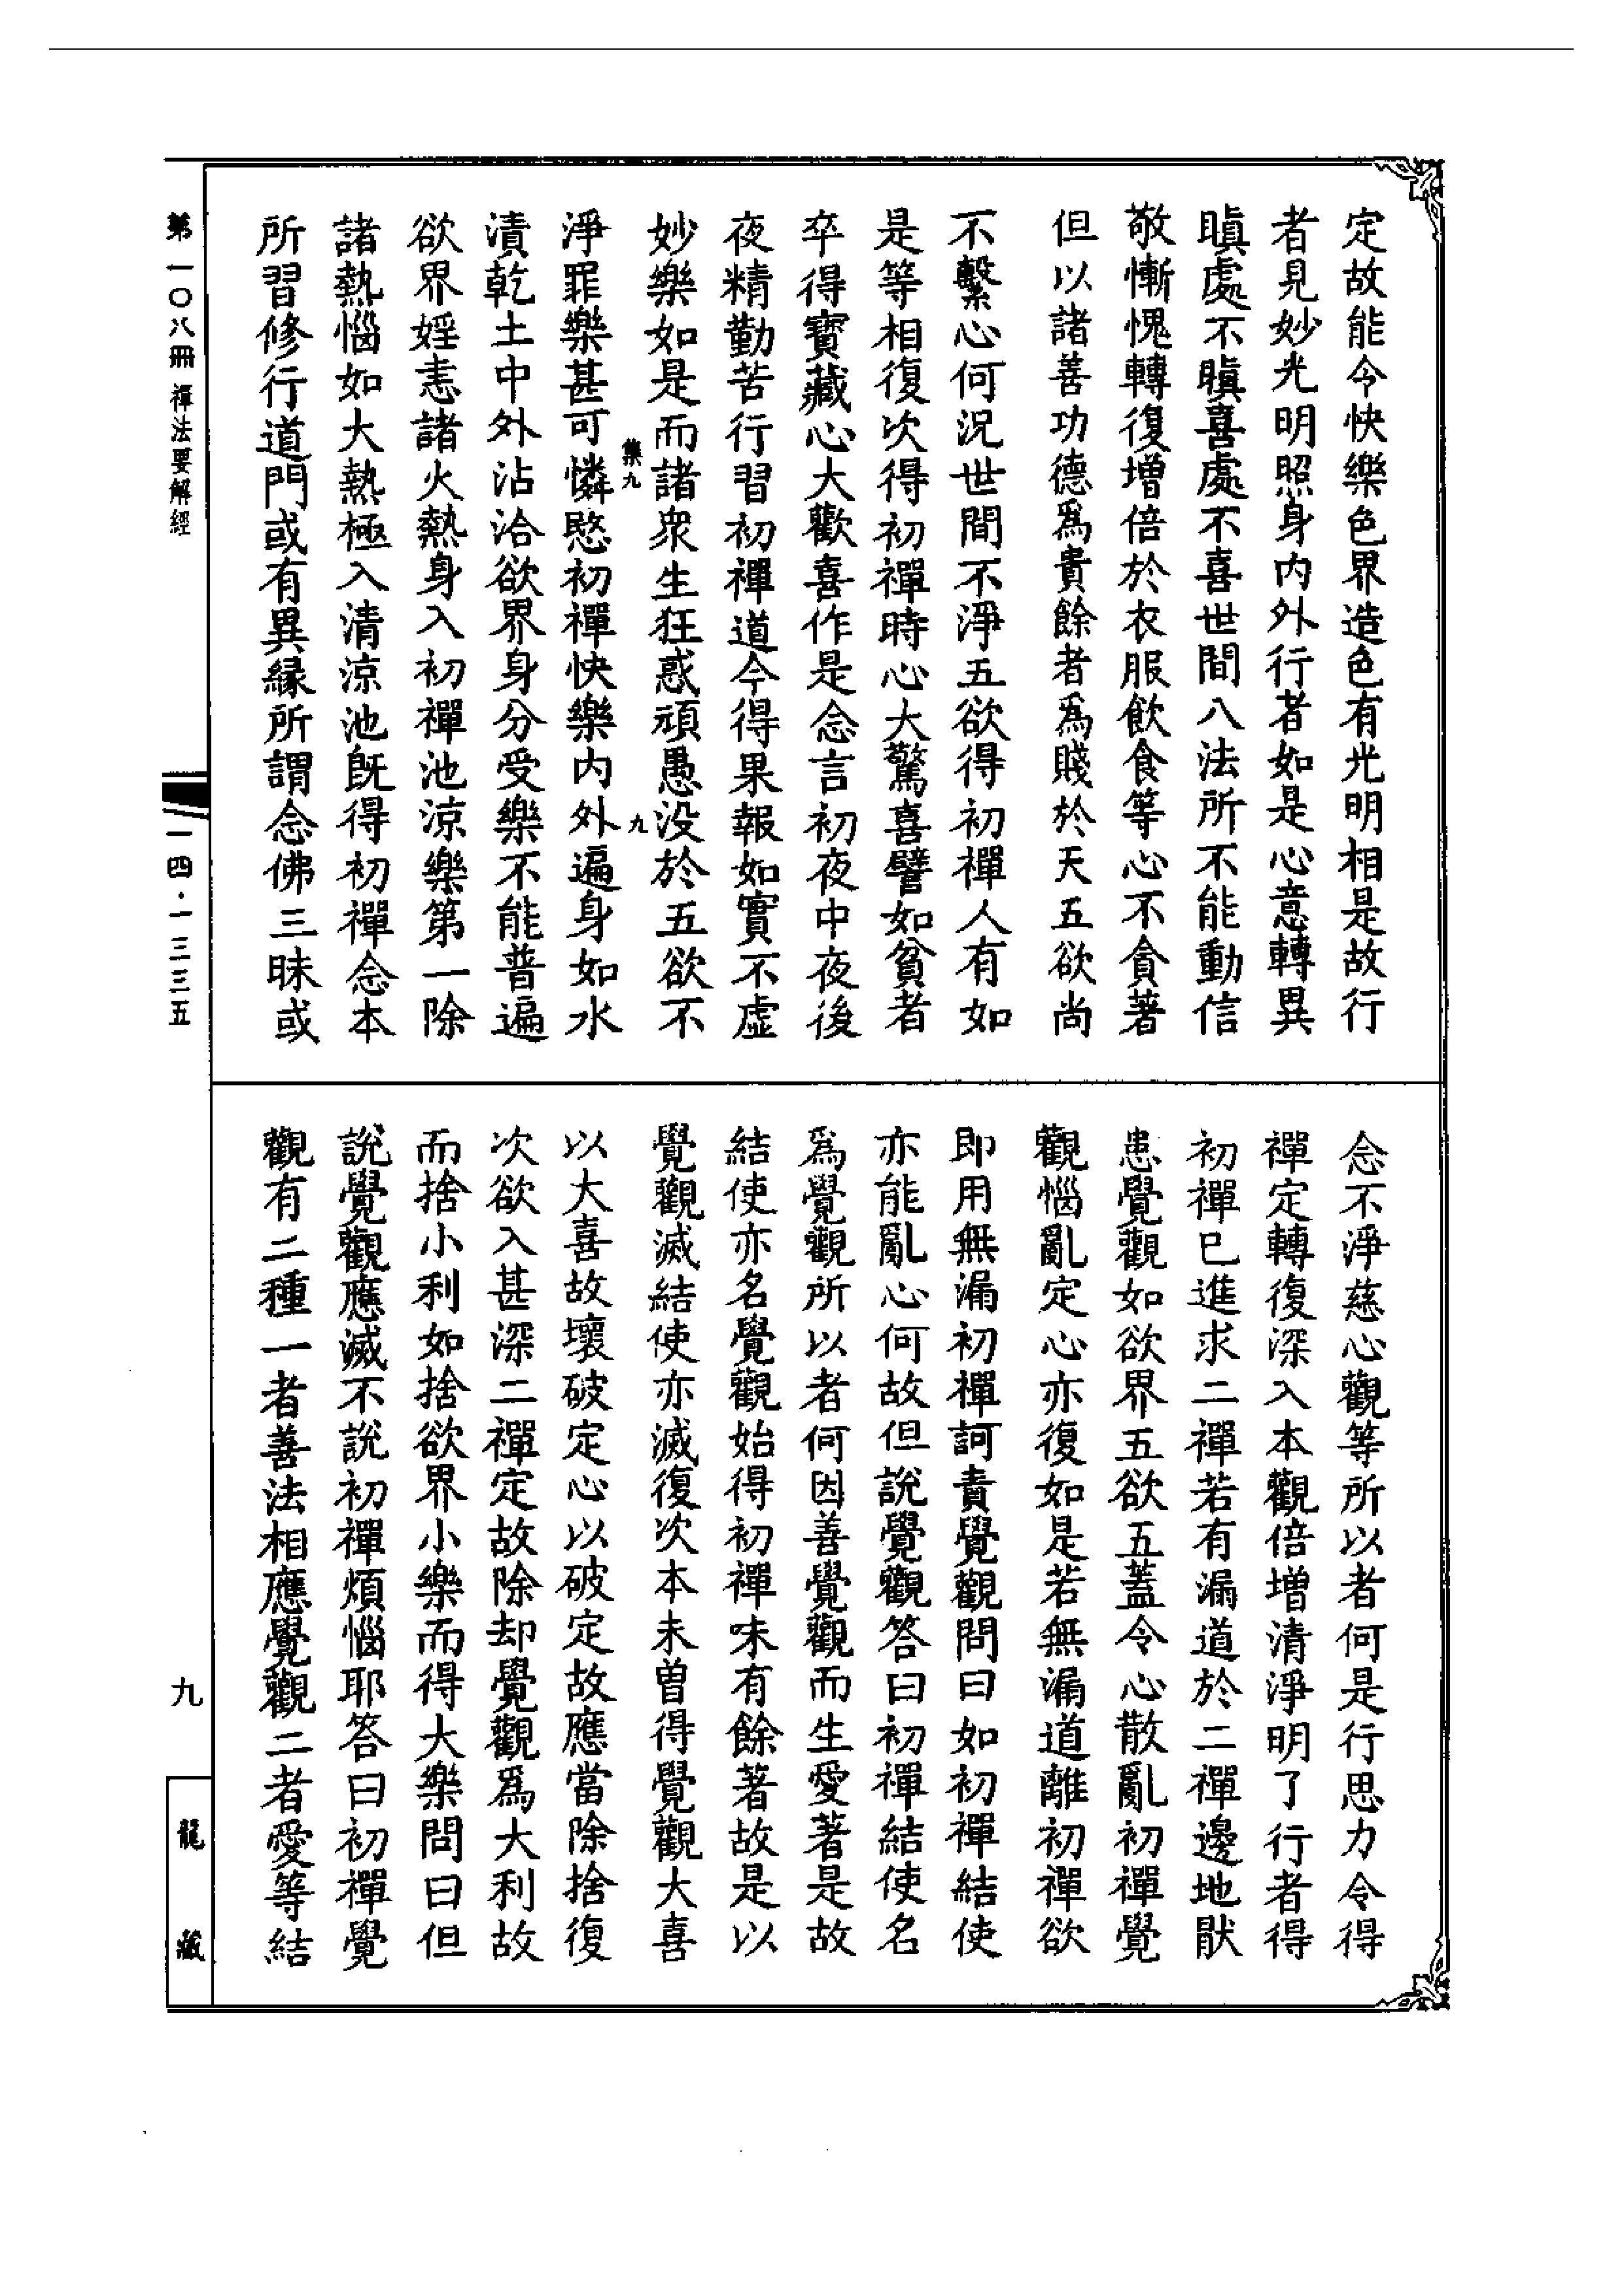 定故能令快樂色界造色有光明相是故行
者見妙光明照身內外行者如是心意轉異
瞋處不瞋喜處不喜世間八法所不能動信
敬慚愧轉復增倍於衣服飲食等心不貪著
但以諸善功德爲貴餘者爲賤於天五欲尚
不繫心何況世間不淨五欲得初禪人有如
是等相復次得初禪時心大驚喜譬如貧者
卒得寶藏心大歡喜作是念言初夜中夜後
夜精勤苦行習初禪道今得果報如實不虛
妙樂如是而諸衆生狂惑頑愚没於五欲不
集九
九
淨罪樂甚可憐愍初禪快樂內外遍身如水
漬乾土中外沾洽欲界身分受樂不能普遍
欲界婬恚諸火熱身入初禪池涼樂第一除
諸熱惱如大熱極入清涼池既得初禪念本
所習修行道門或有異緣所謂念佛三昧或
念不淨慈心觀等所以者何是行思力令得
禪定轉復深入本觀倍增清淨明了行者得
初禪已進求二禪若有漏道於二禪邊地厭
患覺觀如欲界五欲五蓋令心散亂初禪覺
觀惱亂定心亦復如是若無漏道離初禪欲
即用無漏初禪訶責覺觀問曰如初禪結使
亦能亂心何故但說覺觀答曰初禪結使名
爲覺觀所以者何因善覺觀而生愛著是故
結使亦名覺觀始得初禪味有餘著故是以
覺觀滅結使亦滅復次本未曽得覺觀大喜
以大喜故壞破定心以破定故應當除捨復
次欲入甚深二禪定故除却覺觀爲大利故
而捨小利如捨欲界小樂而得大樂問曰但
說覺觀應滅不說初禪煩惱耶答曰初禪覺
觀有二種一者善法相應覺觀二者愛等結
第一〇八冊 禪法要解經
一四·一三三五
九
龍藏